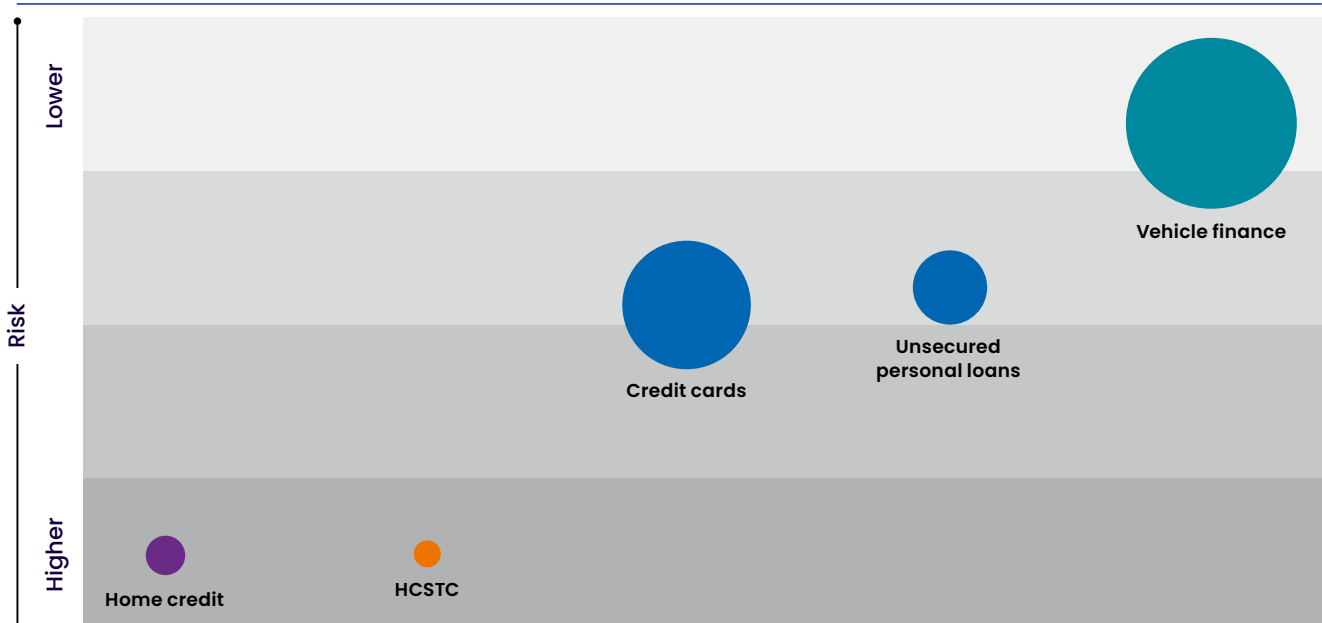 Lower
Risk
Higher
Vehicle finance
Credit cards
Unsecured
personal loans
Home credit
HCSTC